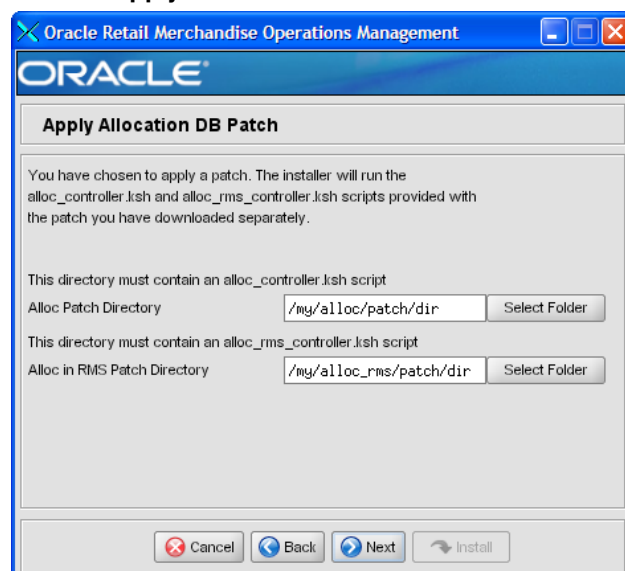 Oracle Retail Merchandise Operations Management
ORACLE
Apply Allocation DB Patch
You have chosen to apply a patch. The installer will run the
alloc_controller.ksh and alloc_rms_controller.ksh scripts provided with
the patch you have downloaded separately.
This directory must contain an alloc_controller.ksh script
Alloc Patch Directory /my/alloc/patch/dir Select Folder
This directory must contain an alloc_rms_controller.ksh script
Alloc in RMS Patch Directory /my/alloc_rms/patch/dir Select Folder
Cancel Back Next Install